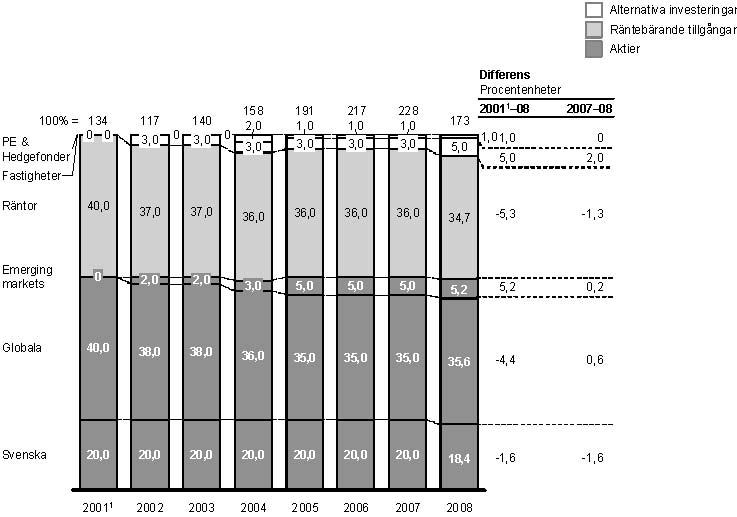 Alternativa investeringar
Räntebärande tillgångar
Aktier
Differens
Procentenheter
2001¹–08 2007–08
100% = 134 117 140 158 191 217 228 173
2,0 1,0 1,0 1,0
PE & Hedgefonder 0 0 3,0 0 3,0 0 3,0 3,0 3,0 3,0 5,0 1,0 1,0 0
Fastigheter 5,0 2,0
Räntor 40,0 37,0 37,0 36,0 36,0 36,0 36,0 34,7 -5,3 -1,3
Emerging markets 0 2,0 2,0 3,0 5,0 5,0 5,0 5,2 5,2 0,2
Globala 40,0 38,0 38,0 36,0 35,0 35,0 35,0 35,6 -4,4 0,6
Svenska 20,0 20,0 20,0 20,0 20,0 20,0 20,0 18,4 -1,6 -1,6
2001¹ 2002 2003 2004 2005 2006 2007 2008